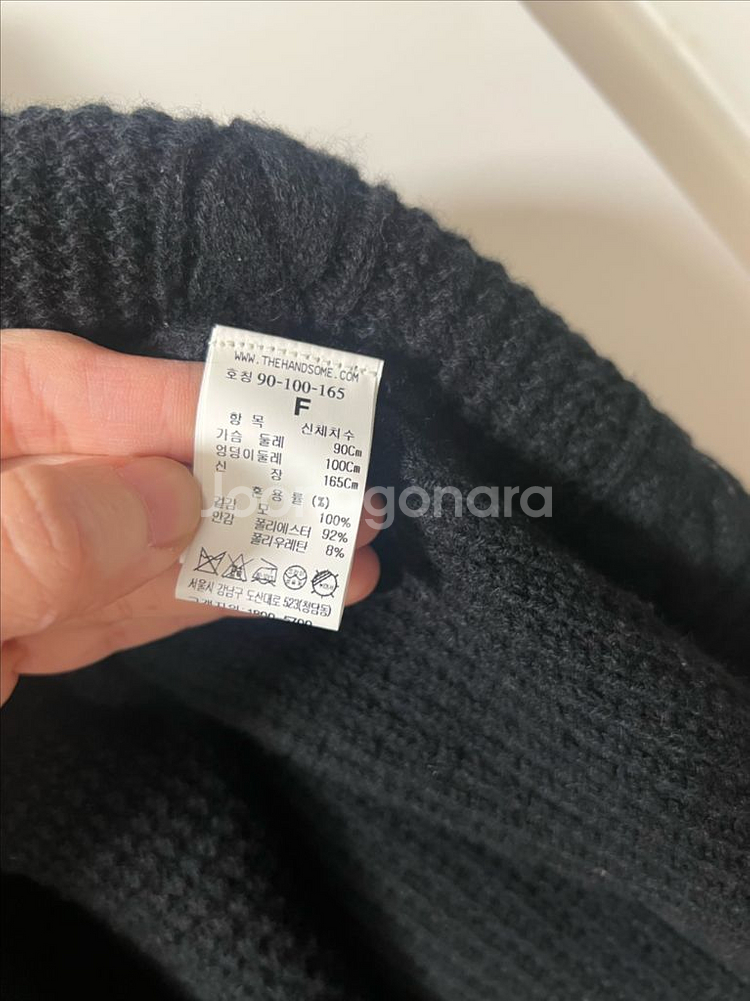 WWW.THEHANDSOME.COM
호칭 90-100-165
F
항 목 신체치수
가슴 둘레 90Cm
엉덩이둘레 100Cm
신 장 165Cm
혼 용 률 (%)
겉감 모 100%
안감 폴리에스터 92%
폴리우레탄 8%
서울시 강남구 도산대로 523(청담동)
Joonggonara